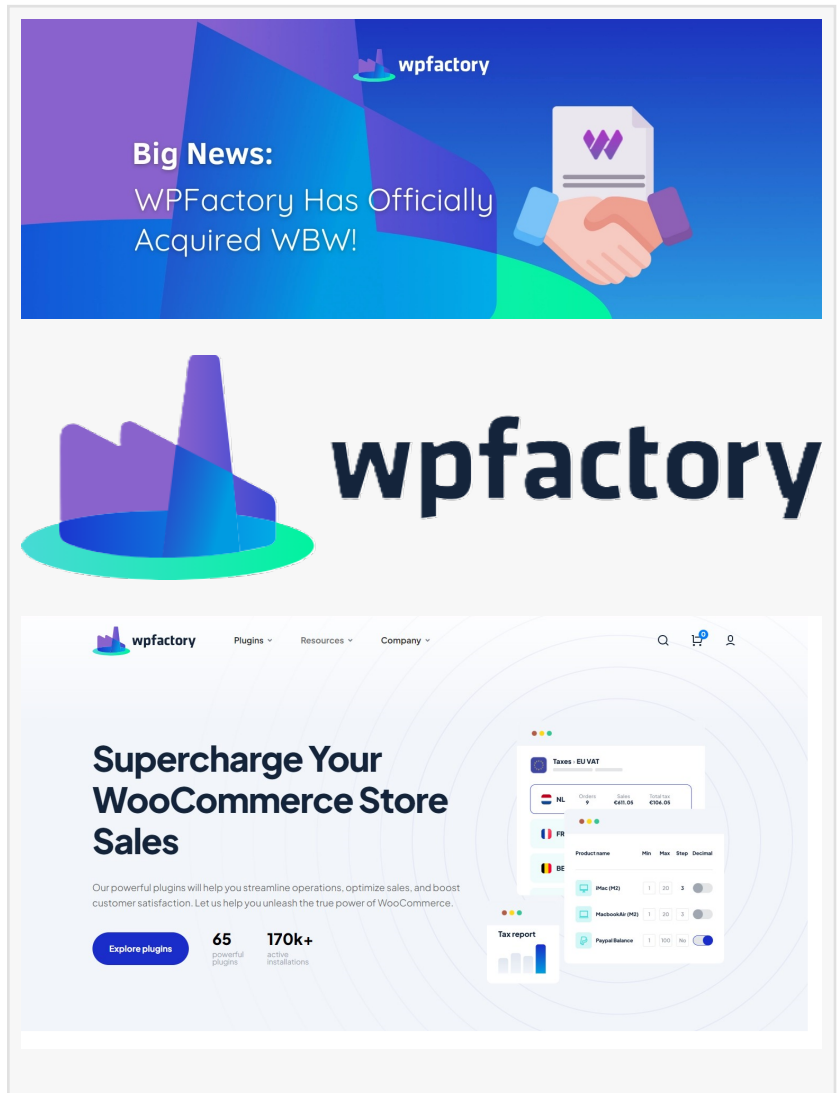 wpfactory
Big News:
WPFactory Has Officially
Acquired WBW!
wpfactory
wpfactory
Plugins
Resources
Company
0
Supercharge Your
WooCommerce Store
Sales
Our powerful plugins will help you streamline operations, optimize sales, and boost
customer satisfaction. Let us help you unleash the true power of WooCommerce.
Explore plugins
65
powerful
plugins
170k+
active
installations
Taxes · EU VAT
NL
Orders
9
Sales
€611.05
Total tax
€106.05
FR
BE
Product name Min Max Step Decimal
iMac (M2) 1 20 3
MacbookAir (M2) 1 20 3
Paypal Balance 1 100 No
Tax report